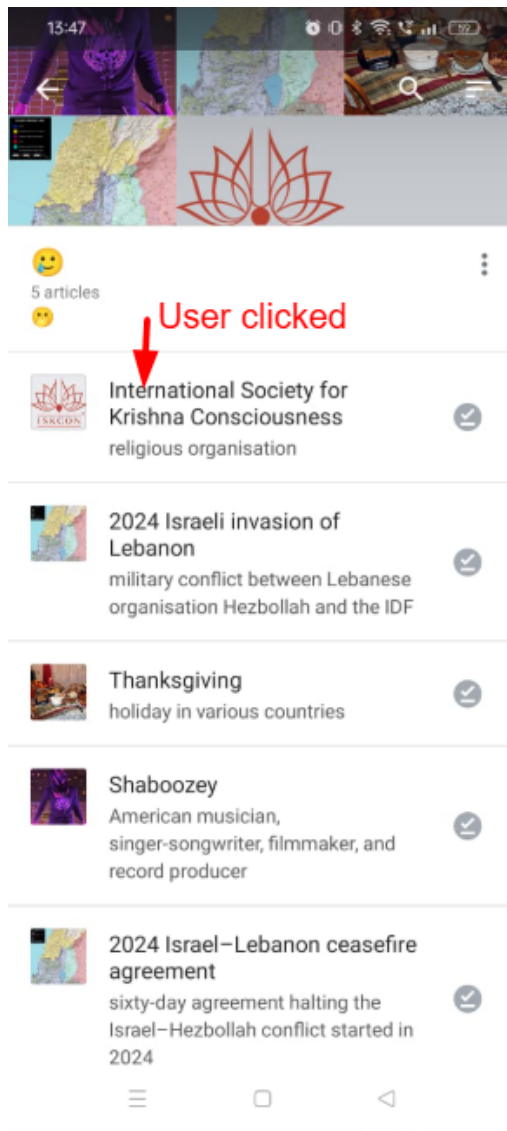 13:47
59
5 articles
User clicked
ISKCON
International Society for
Krishna Consciousness
religious organisation
2024 Israeli invasion of
Lebanon
military conflict between Lebanese
organisation Hezbollah and the IDF
Thanksgiving
holiday in various countries
Shaboozey
American musician,
singer-songwriter, filmmaker, and
record producer
2024 Israel–Lebanon ceasefire
agreement
sixty-day agreement halting the
Israel–Hezbollah conflict started in
2024